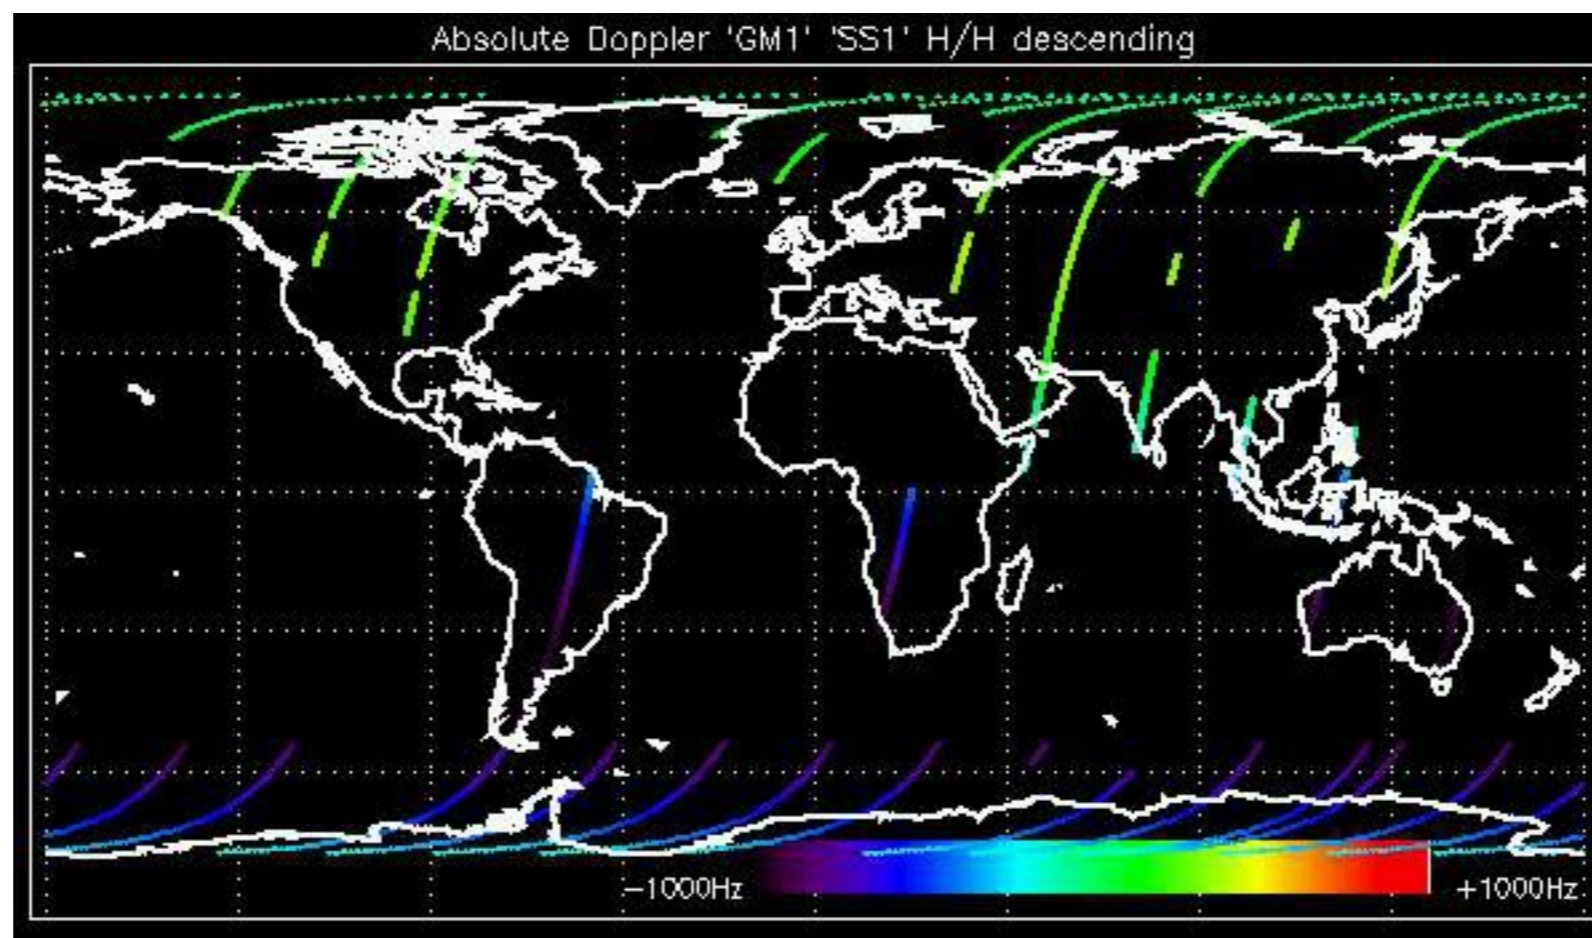 Absolute Doppler 'GM1' 'SS1' H/H descending
−1000Hz +1000Hz